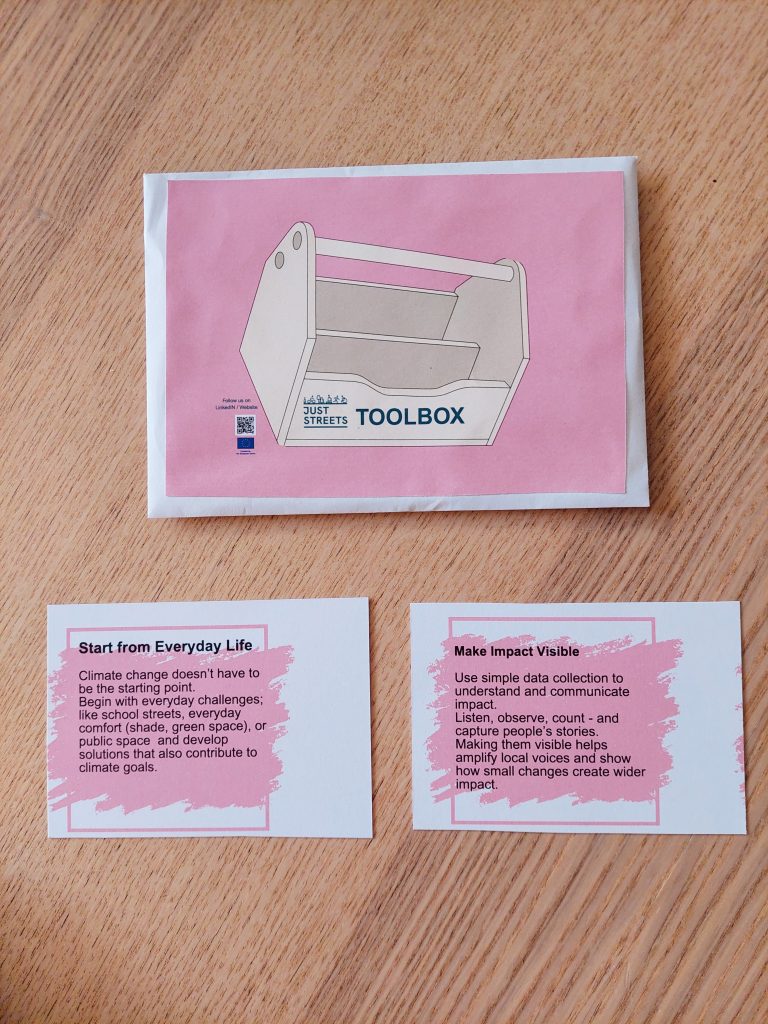 Follow us on
LinkedIN / Website
JUST
STREETS
TOOLBOX
Start from Everyday Life
Climate change doesn't have to
be the starting point.
Begin with everyday challenges;
like school streets, everyday
comfort (shade, green space), or
public space and develop
solutions that also contribute to
climate goals.
Make Impact Visible
Use simple data collection to
understand and communicate
impact.
Listen, observe, count - and
capture people's stories.
Making them visible helps
amplify local voices and show
how small changes create wider
impact.